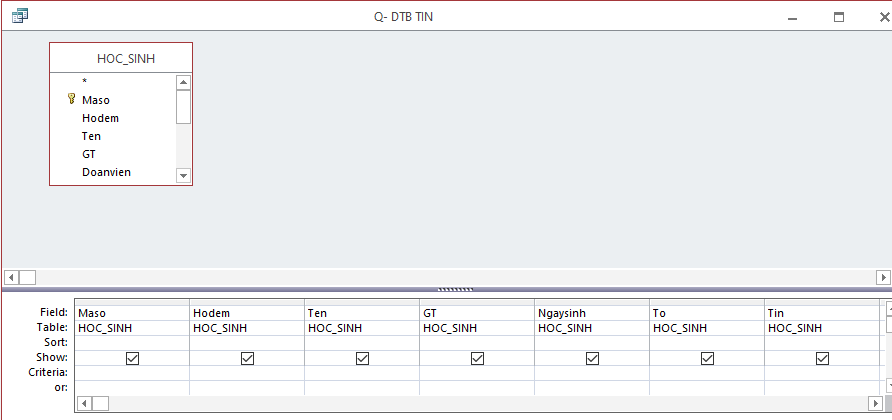 Q- DTB TIN
HOC_SINH
*
Maso
Hodem
Ten
GT
Doanvien
Field: Maso Hodem Ten GT Ngaysinh To Tin
Table: HOC_SINH HOC_SINH HOC_SINH HOC_SINH HOC_SINH HOC_SINH HOC_SINH
Sort:
Show:
Criteria:
or: